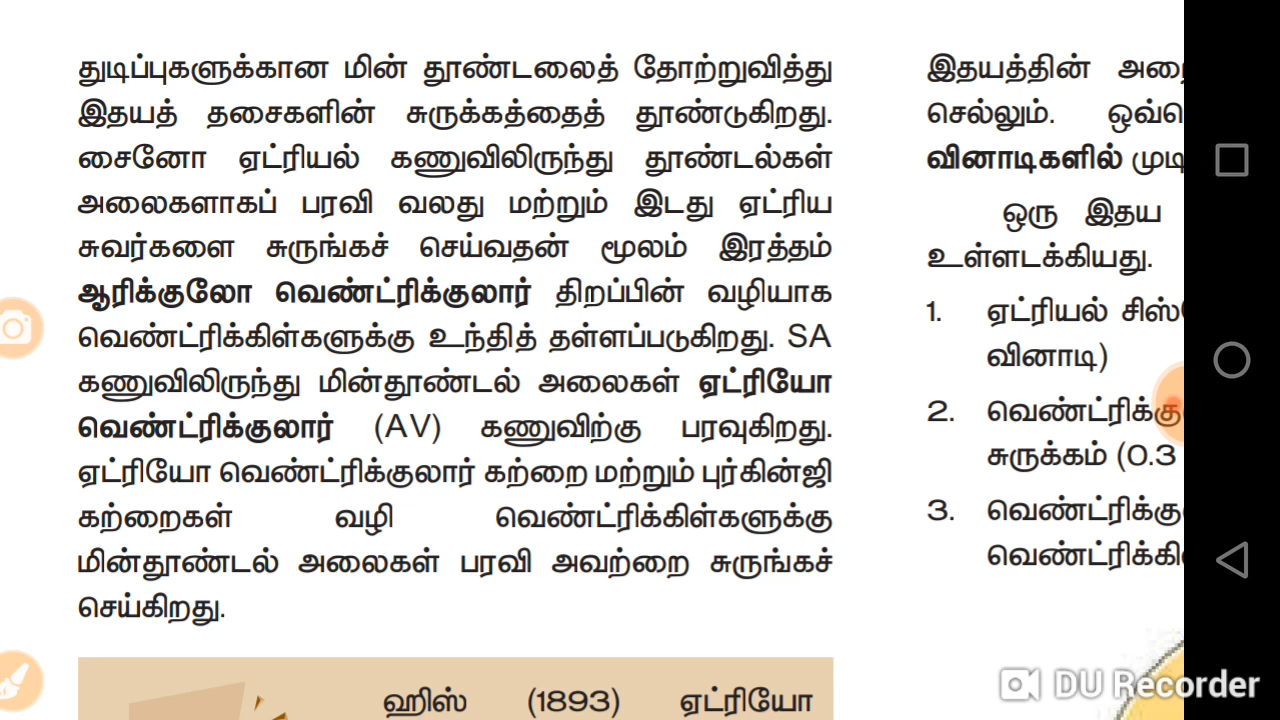 துடிப்புகளுக்கான மின் தூண்டலைத் தோற்றுவித்து
இதயத் தசைகளின் சுருக்கத்தைத் தூண்டுகிறது.
சைனோ ஏட்ரியல் கணுவிலிருந்து தூண்டல்கள்
அலைகளாகப் பரவி வலது மற்றும் இடது ஏட்ரிய
சுவர்களை சுருங்கச் செய்வதன் மூலம் இரத்தம்
ஆரிக்குலோ வெண்ட்ரிக்குலார் திறப்பின் வழியாக
வெண்ட்ரிக்கிள்களுக்கு உந்தித் தள்ளப்படுகிறது. SA
கணுவிலிருந்து மின்தூண்டல் அலைகள் ஏட்ரியோ
வெண்ட்ரிக்குலார் (AV) கணுவிற்கு பரவுகிறது.
ஏட்ரியோ வெண்ட்ரிக்குலார் கற்றை மற்றும் புர்கின்ஜி
கற்றைகள் வழி வெண்ட்ரிக்கிள்களுக்கு
மின்தூண்டல் அலைகள் பரவி அவற்றை சுருங்கச்
செய்கிறது.
ஹிஸ் (1893) ஏட்ரியோ
இதயத்தின்
செல்லும்.
வினாடிகளில்
ஒரு இதய
உள்ளடக்கியது.
1. ஏட்ரியல்
வினாடி)
2.
சுருக்கம் (0.3
3.
DU Recorder